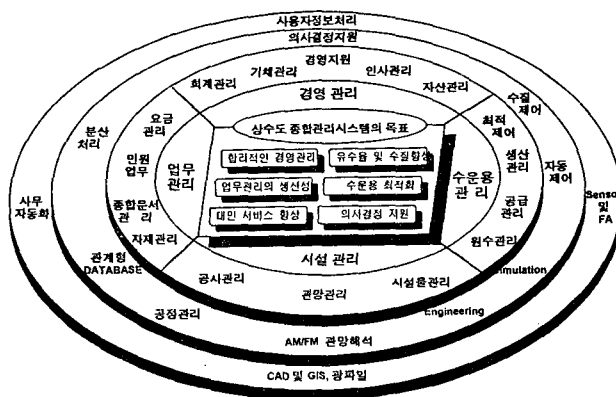 사용자정보처리
의사결정지원
경영지원
회계관리
기체관리
인사관리
자산관리
수질
제어
경영 관리
요금
관리
분산
처리
상수도 종합관리시스템의 목표
최적
제어
민원
업무
업무
관리
합리적인 경영관리
유수율 및 수질향상
생산
관리
자동
제어
수운용
관 리
업무관리의 생산성
수운용 최적화
사무
자동화
종합문서
관 리
대민 서비스 향상
의사결정 지원
공급
관리
Sensor
및
FA
자재관리
원수관리
시설 관리
관계형
DATABASE
공사관리
관망관리
시설물관리
Simulation
공정관리
Engineering
AM/FM 관망해석
CAD 및 GIS, 광파일